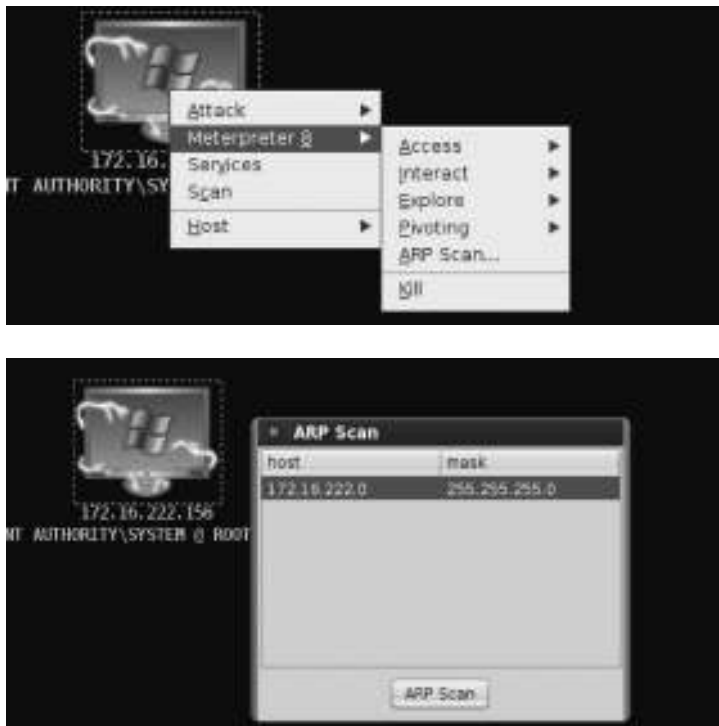 Attack
Meterpreter 8
Services
Scan
Host
Access
Interact
Explore
Pivoting
ARP Scan...
Kill
172.16.
NT AUTHORITY\SY
ARP Scan
host mask
172.16.222.0 255.255.255.0
172.16.222.156
NT AUTHORITY\SYSTEM @ ROOT
ARP Scan